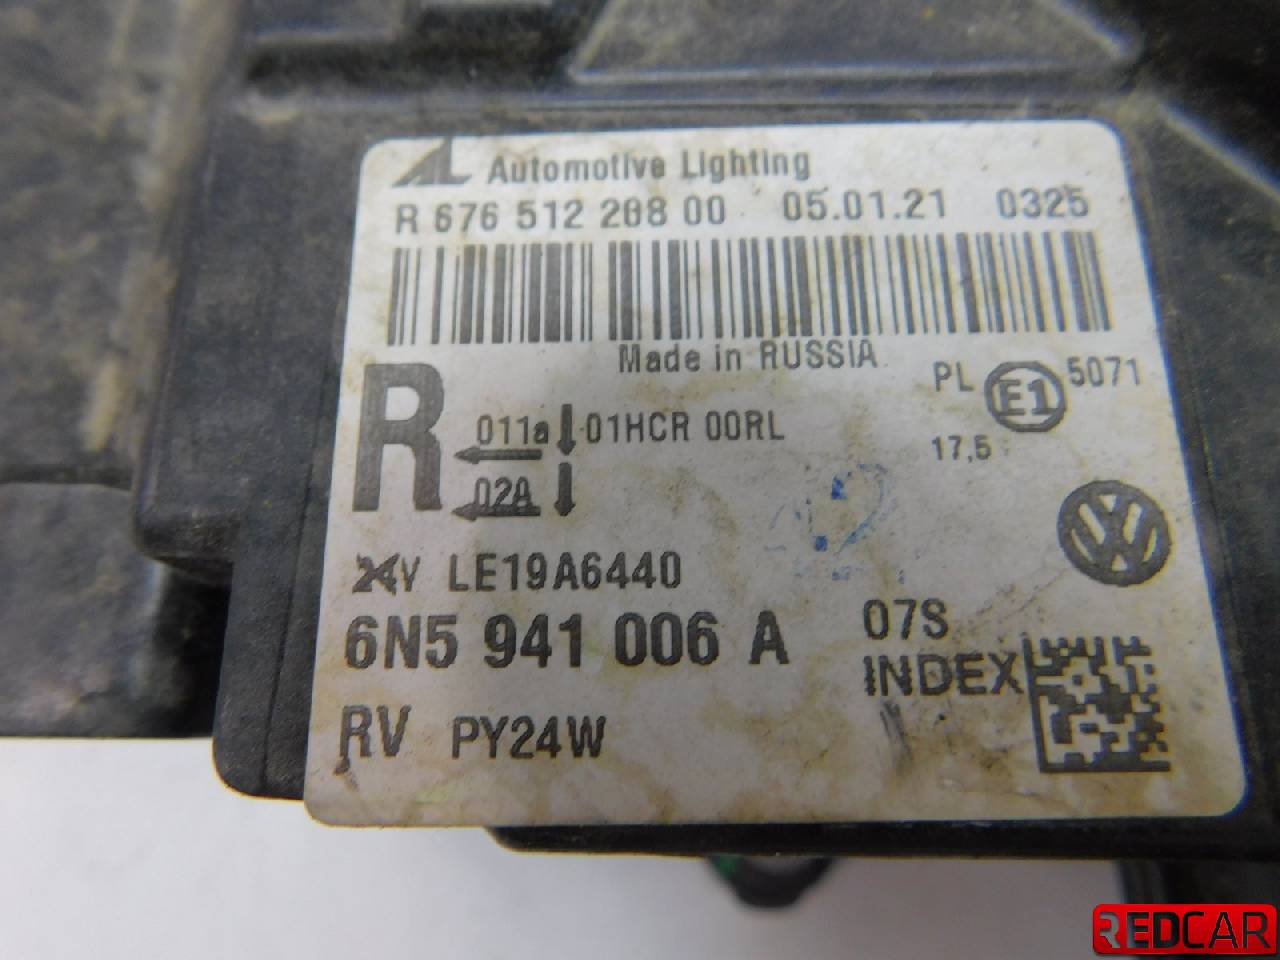 AL Automotive Lighting
R 676 512 208 00 05.01.21 0325
Made in RUSSIA
R 011a 01HCR 00RL PL E1 5071
02A 17,5
LE19A6440
6N5 941 006 A 07S
INDEX
RV PY24W
REDCAR